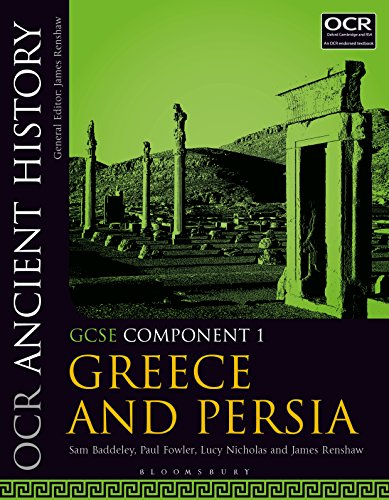 OCR
Oxford Cambridge and RSA
An OCR endorsed textbook
OCR ANCIENT HISTORY
General Editor: James Renshaw
GCSE COMPONENT 1
GREECE
AND PERSIA
Sam Baddeley, Paul Fowler, Lucy Nicholas and James Renshaw
BLOOMSBURY